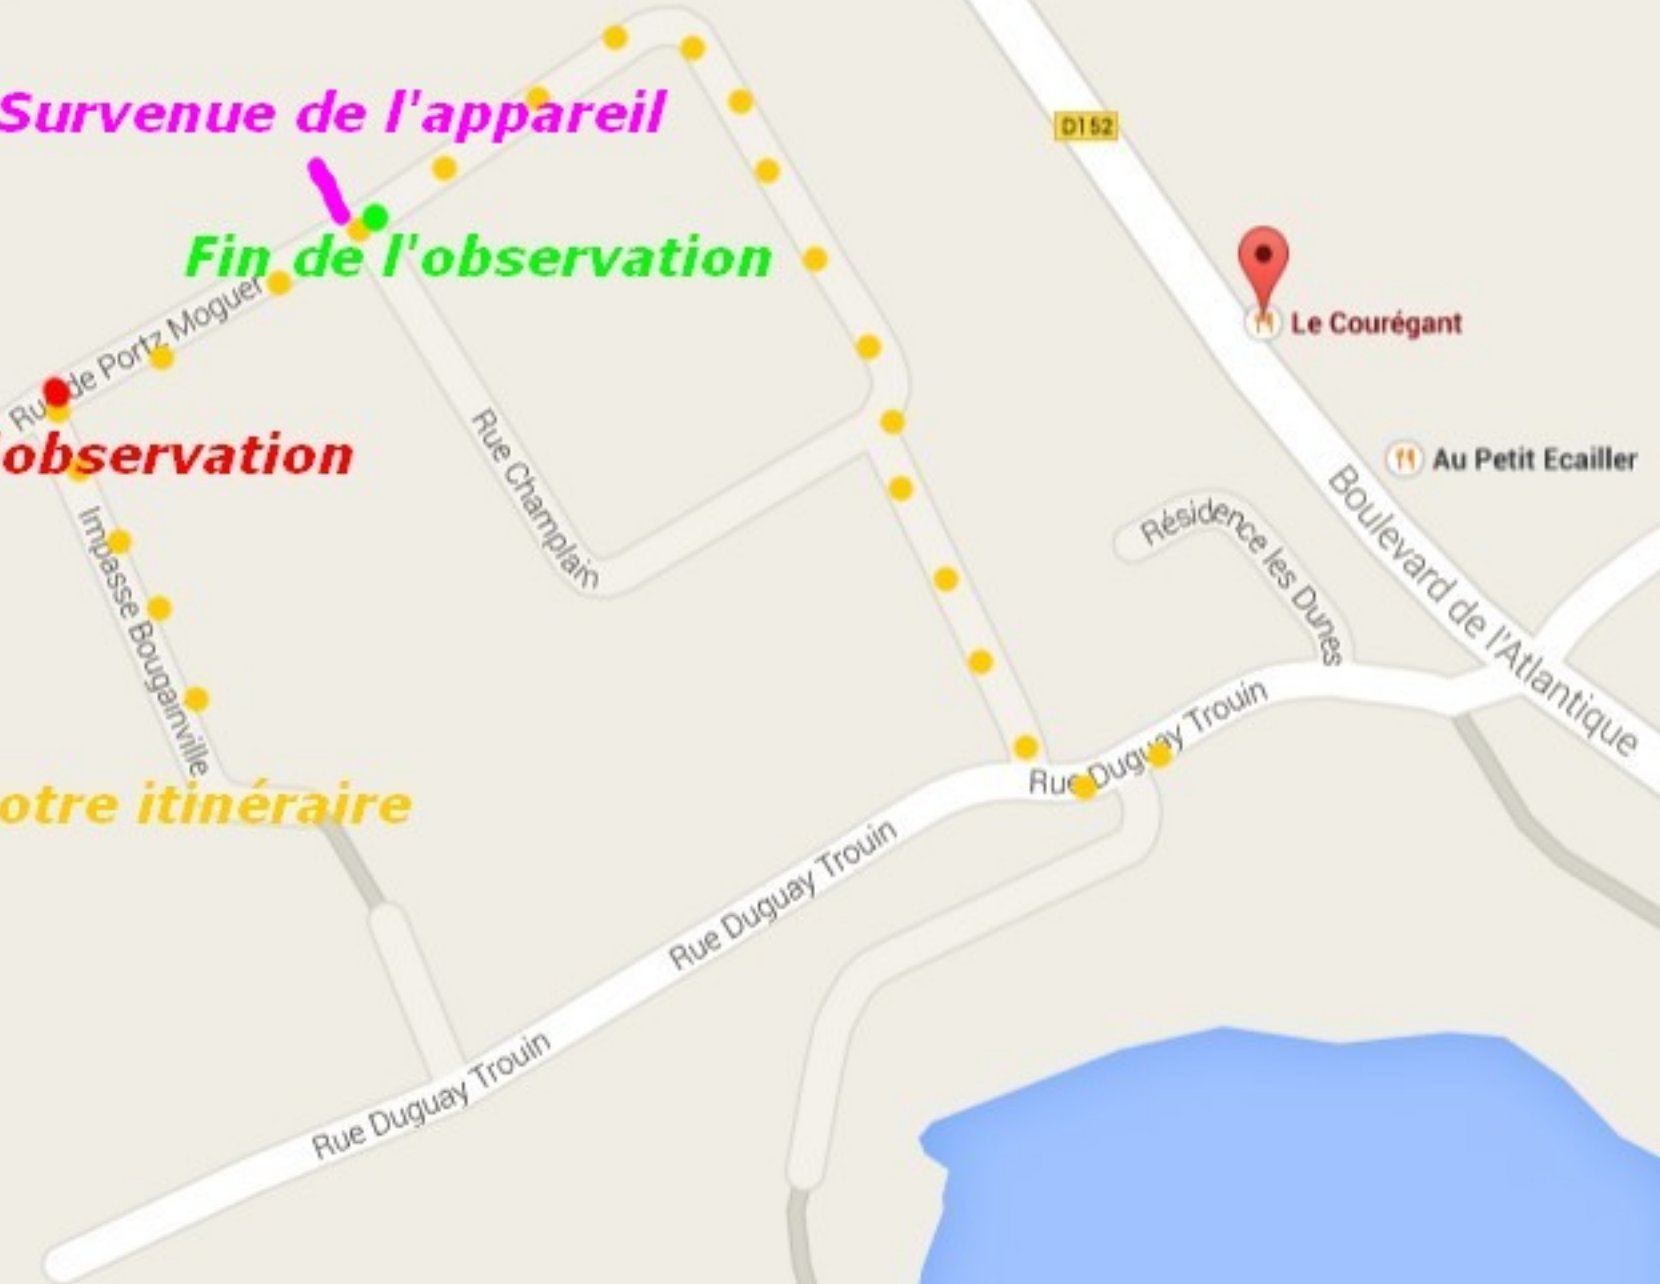 Survenue de l'appareil
D152
Fin de l'observation
Rue de Portz Moguer
Le Courégant
observation
Rue Champlain
Au Petit Ecailler
Boulevard de l'Atlantique
Résidence les Dunes
Impasse Bougainville
otre itinéraire
Rue Duguay Trouin
Rue Duguay Trouin
Rue Duguay Trouin